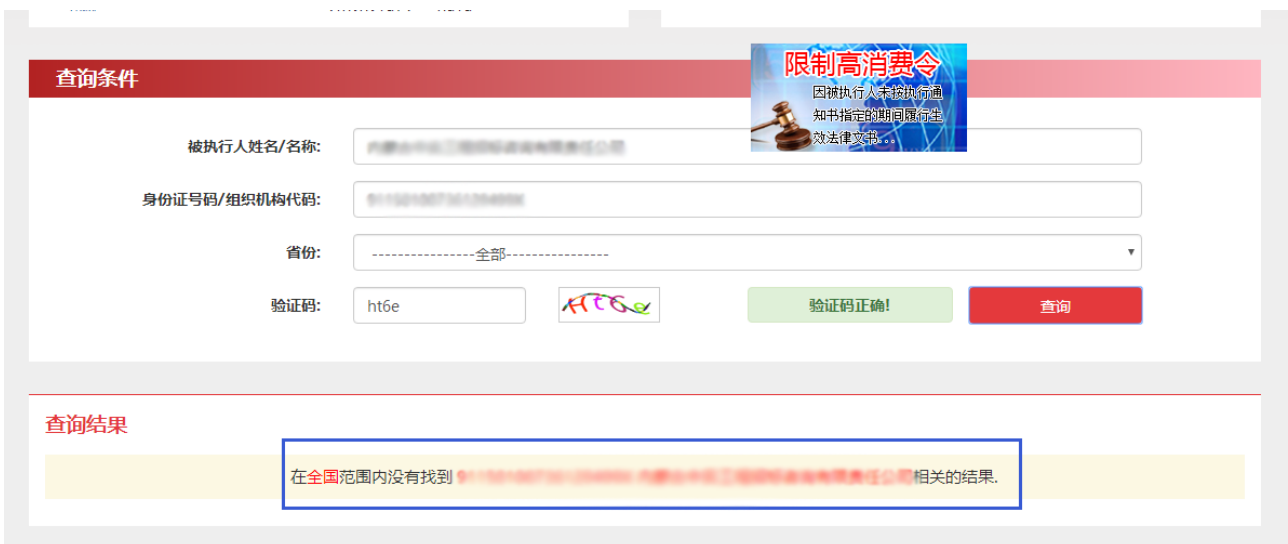 查询条件
限制高消费令
因被执行人未按执行通
知书指定的期间履行生
效法律文书...
被执行人姓名/名称:
身份证号码/组织机构代码:
省份:
----------------全部----------------
验证码:
ht6e
Ht6e
验证码正确!
查询
查询结果
在全国范围内没有找到
相关的结果.